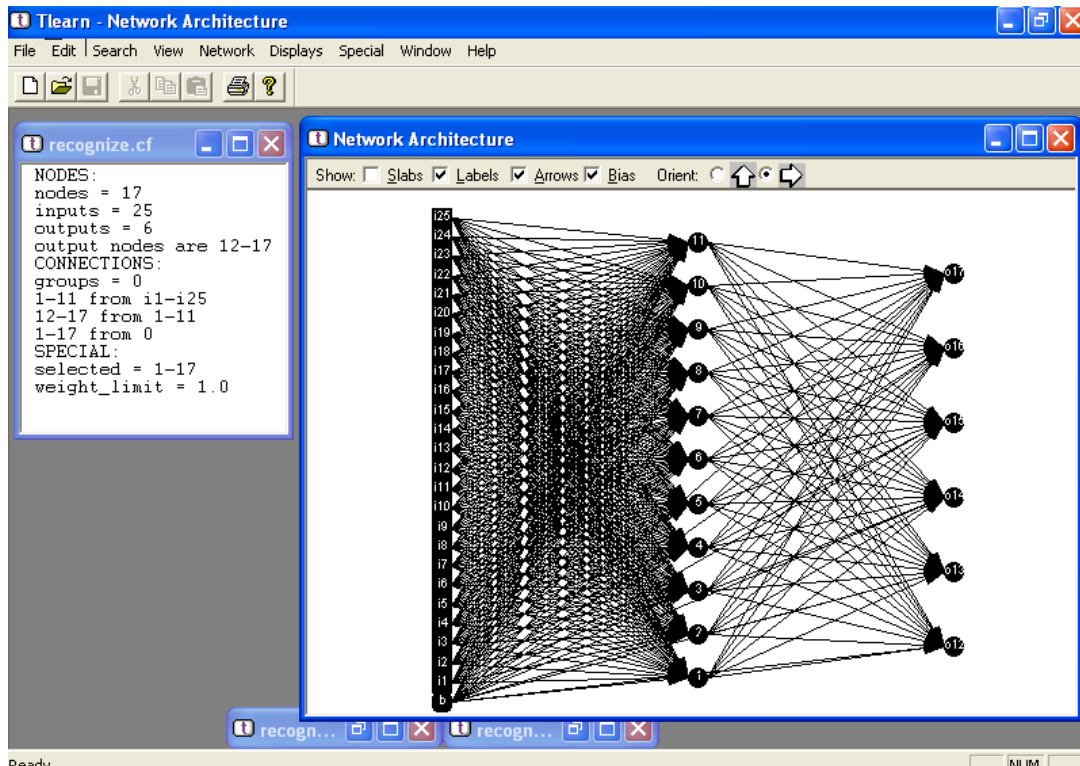 Tlearn - Network Architecture
File Edit Search View Network Displays Special Window Help
recognize.cf
NODES:
nodes = 17
inputs = 25
outputs = 6
output nodes are 12-17
CONNECTIONS:
groups = 0
1-11 from i1-i25
12-17 from 1-11
1-17 from 0
SPECIAL:
selected = 1-17
weight_limit = 1.0
Network Architecture
Show: Slabs Labels Arrows Bias Orient:
i25
i24
i23
i22
i21
i20
i19
i18
i17
i16
i15
i14
i13
i12
i11
i10
i9
i8
i7
i6
i5
i4
i3
i2
i1
b
11
10
9
8
7
6
5
4
3
2
1
o17
o16
o15
o14
o13
o12
recogn...
recogn...
Ready
NUM